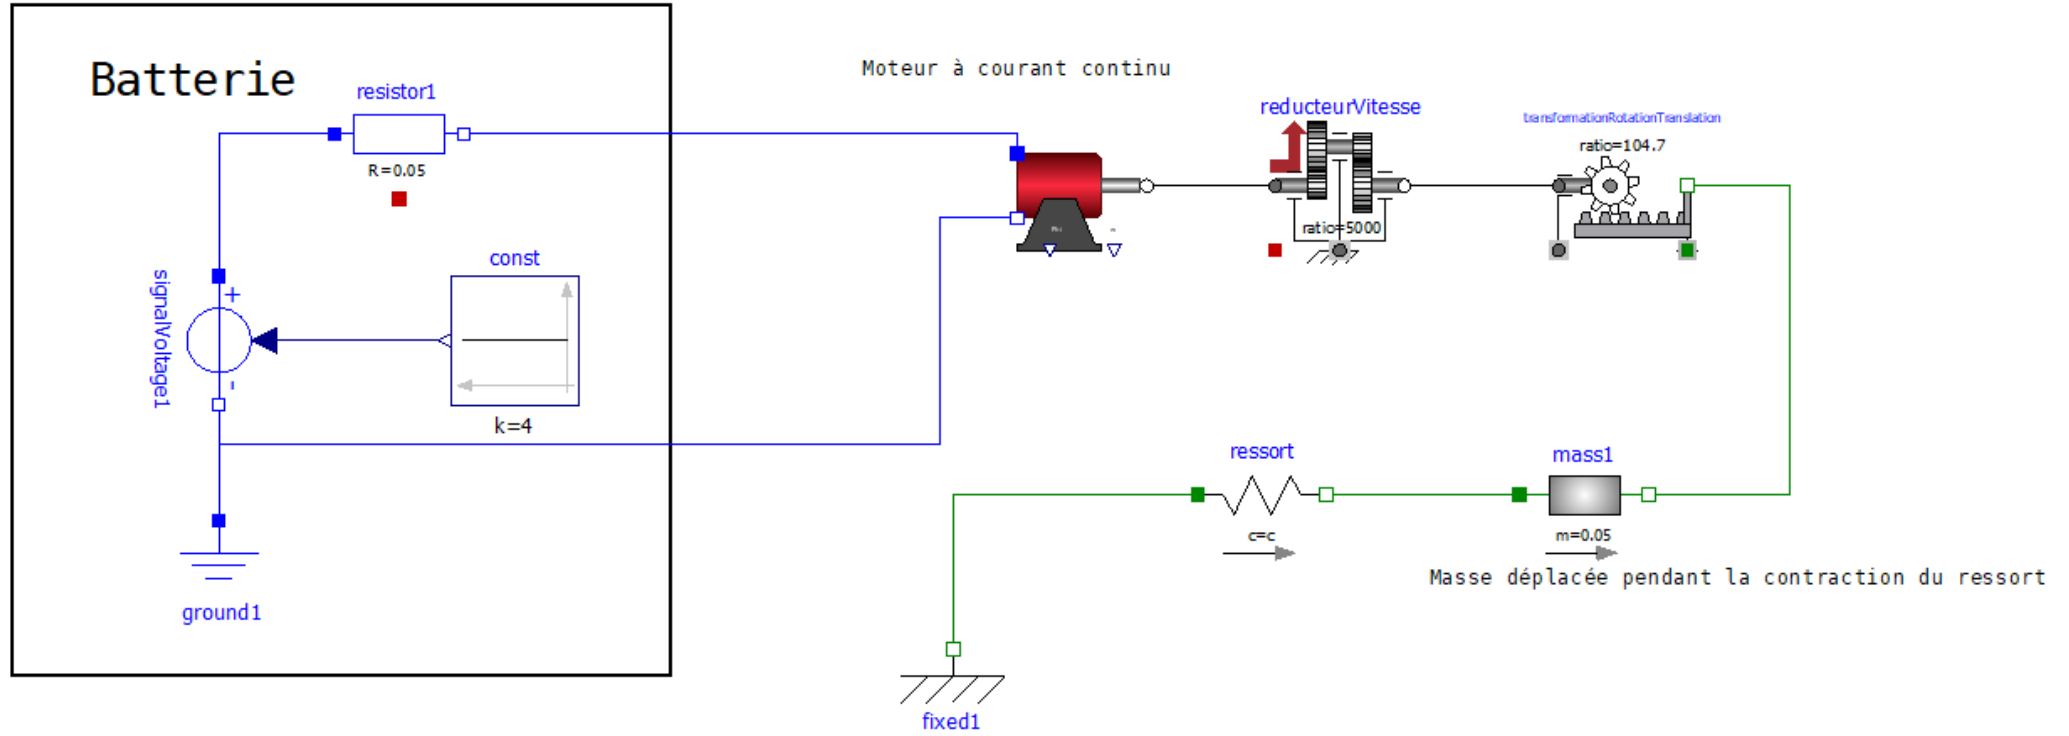 Batterie
resistor1
R=0.05
signalVoltage1
+
-
const
k=4
ground1
Moteur à courant continu
reducteurVitesse
ratio=5000
transformationRotationTranslation
ratio=104.7
ressort
c=c
mass1
m=0.05
Masse déplacée pendant la contraction du ressort
fixed1